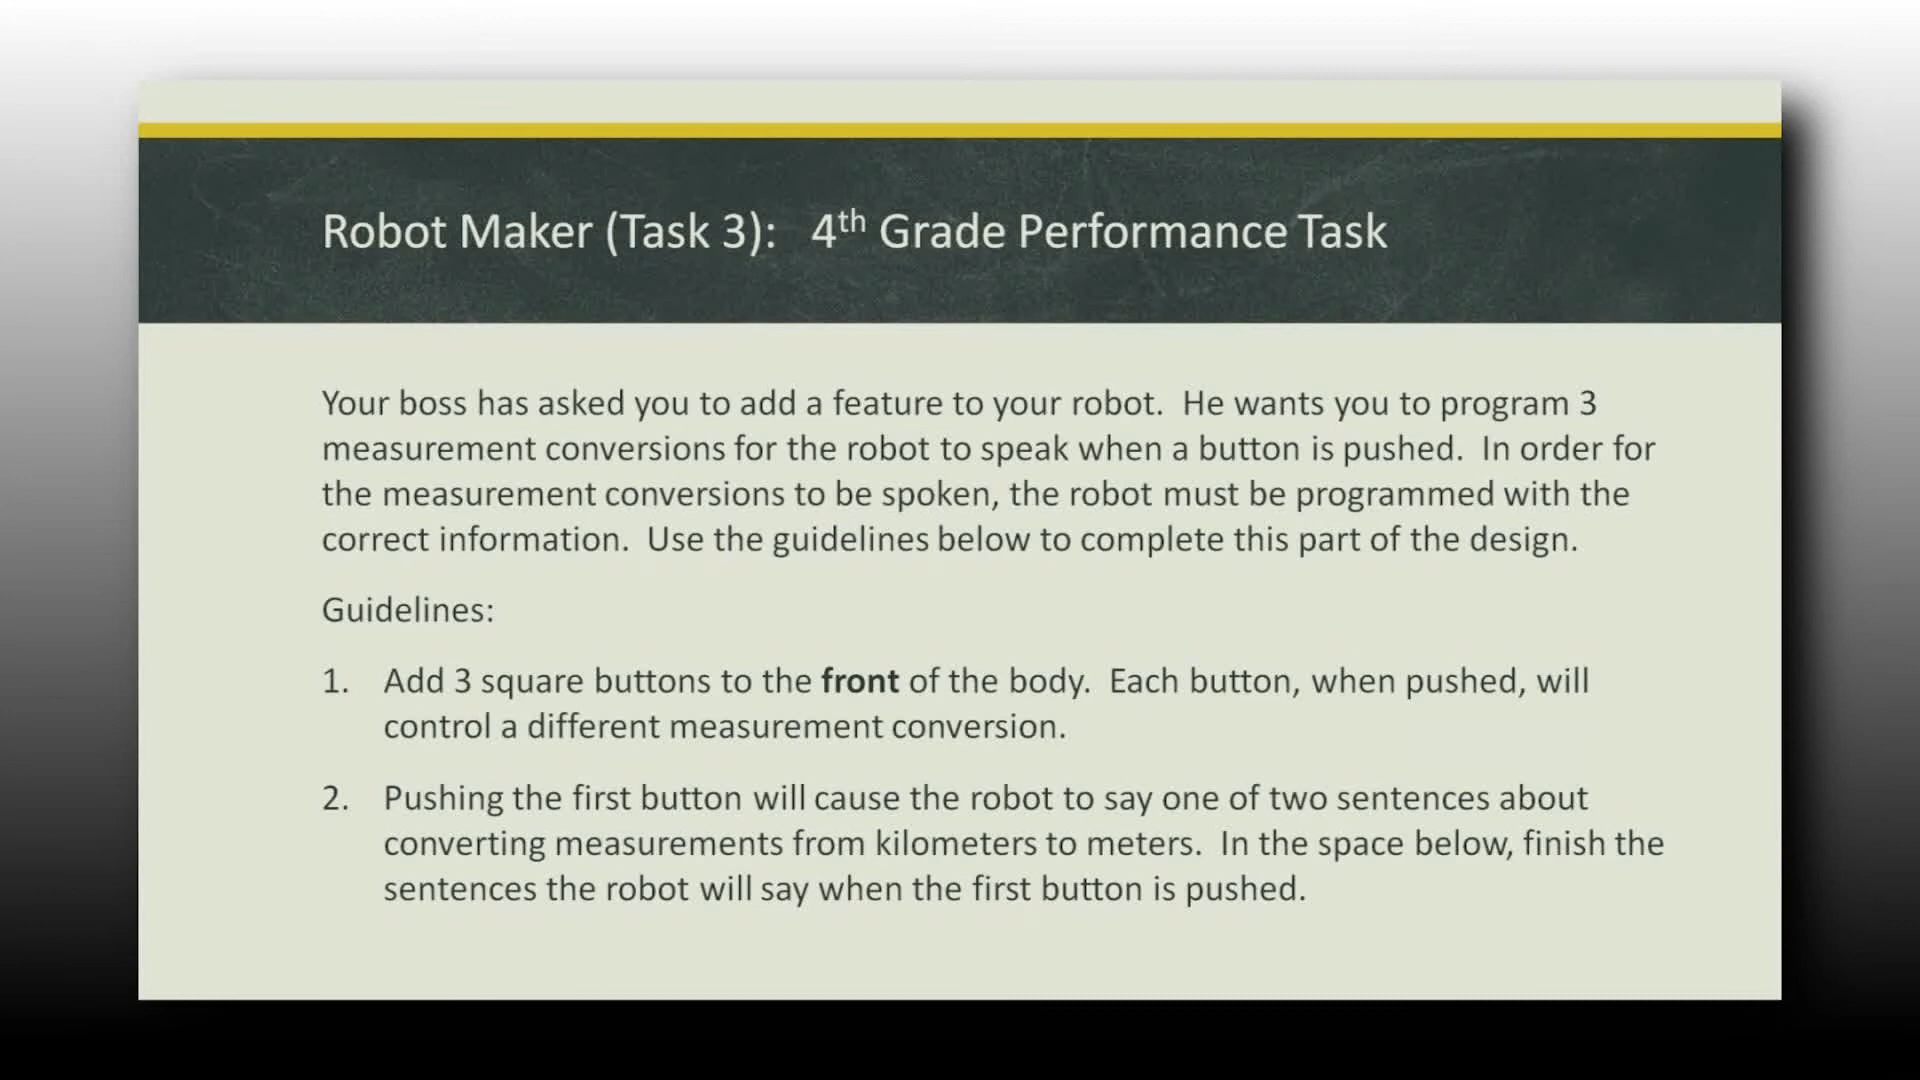 Robot Maker (Task 3): 4th Grade Performance Task
Your boss has asked you to add a feature to your robot. He wants you to program 3
measurement conversions for the robot to speak when a button is pushed. In order for
the measurement conversions to be spoken, the robot must be programmed with the
correct information. Use the guidelines below to complete this part of the design.
Guidelines:
1. Add 3 square buttons to the front of the body. Each button, when pushed, will
control a different measurement conversion.
2. Pushing the first button will cause the robot to say one of two sentences about
converting measurements from kilometers to meters. In the space below, finish the
sentences the robot will say when the first button is pushed.